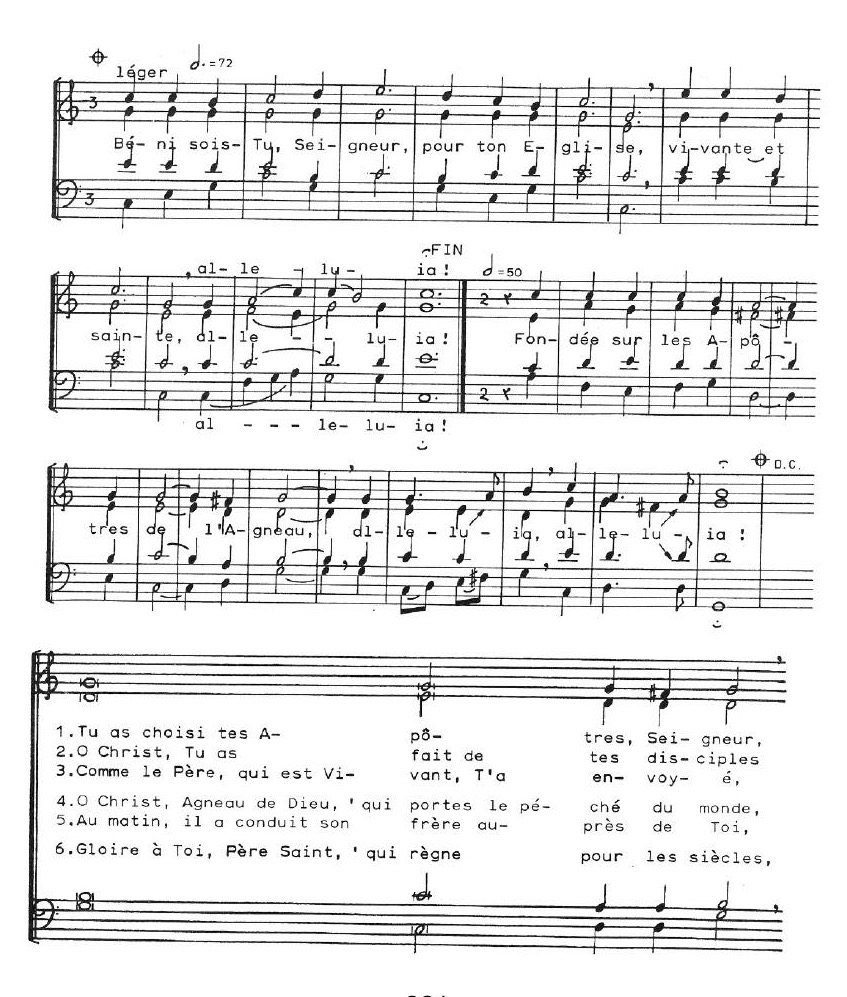 léger 𝅗𝅥. = 72
3
Bé- ni sois- Tu, Sei- gneur, pour ton E- gli- se, vi-vante et
3
FIN
al- le - lu - ia! 𝅗𝅥 =50
2
sain- te, al- le - - lu- ia! Fon- dée sur les A- pô -
2
al - - - le- lu- ia!
D.C.
tres de l'A- gneau, al- le - lu - ia, al- le- lu - ia !
1.Tu as choisi tes A- pô- tres, Sei- gneur,
2.O Christ, Tu as fait de tes dis- ciples
3.Comme le Père, qui est Vi- vant, T'a en- voy- é,
4.O Christ, Agneau de Dieu, 'qui portes le pé- ché du monde,
5.Au matin, il a conduit son frère au- près de Toi,
6.Gloire à Toi, Père Saint, 'qui règne pour les siècles,